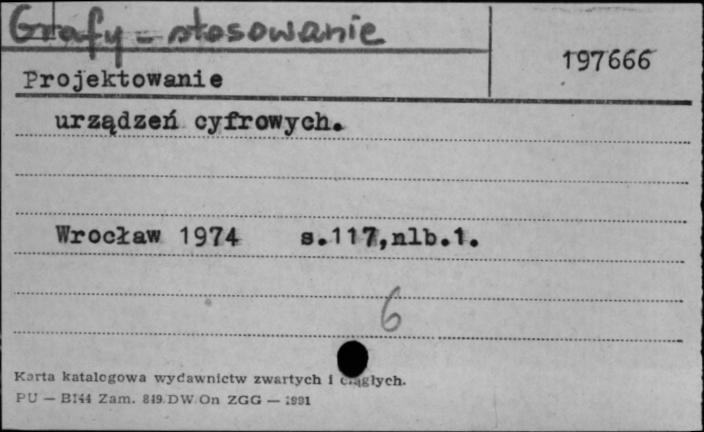 Grafy - stosowanie
197666
Projektowanie
urządzeń cyfrowych.
Wrocław 1974 s.117,nlb.1.
6
Karta katalogowa wydawnictw zwartych i ciągłych.
PU — B144 Zam. 849 DW On ZGG — 1991